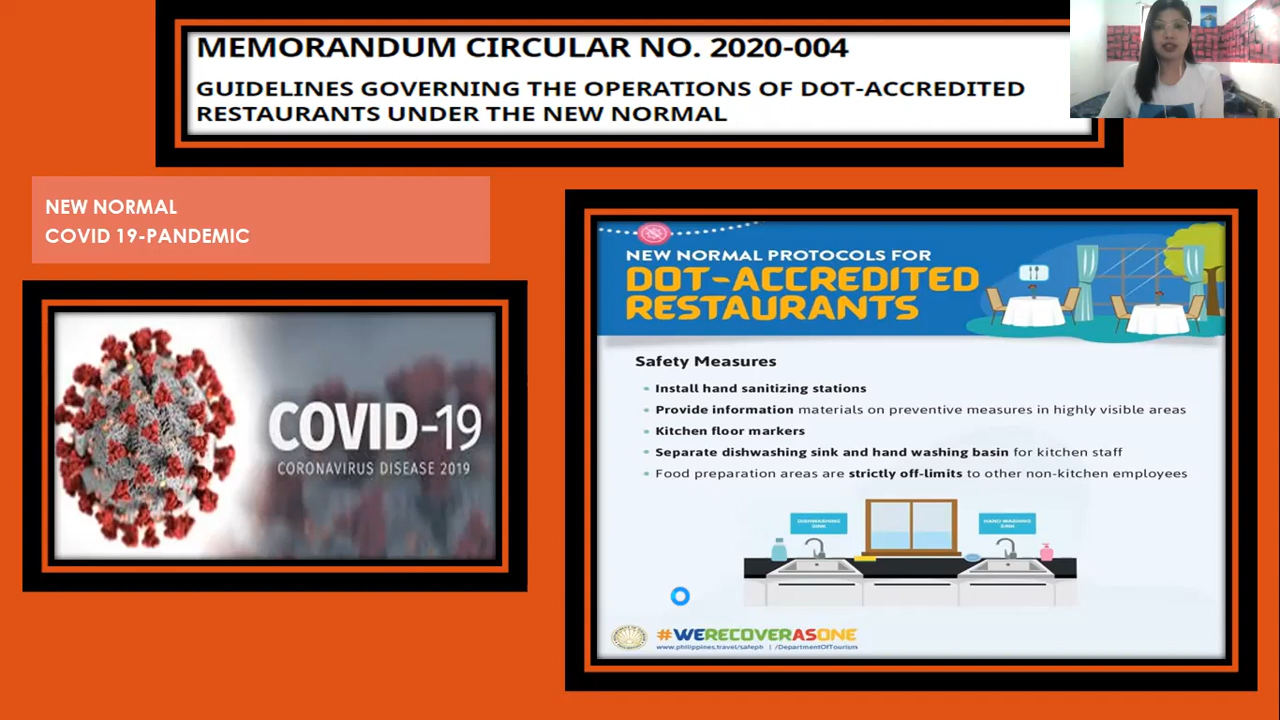 MEMORANDUM CIRCULAR NO. 2020-004
GUIDELINES GOVERNING THE OPERATIONS OF DOT-ACCREDITED
RESTAURANTS UNDER THE NEW NORMAL
NEW NORMAL
COVID 19-PANDEMIC
COVID-19
CORONAVIRUS DISEASE 2019
NEW NORMAL PROTOCOLS FOR
DOT-ACCREDITED
RESTAURANTS
Safety Measures
Install hand sanitizing stations
Provide information materials on preventive measures in highly visible areas
Kitchen floor markers
Separate dishwashing sink and hand washing basin for kitchen staff
Food preparation areas are strictly off-limits to other non-kitchen employees
DISHWASHING
SINK
HAND WASHING
SINK
#WERECOVERASONE
www.philippines.travel/safeph | /DepartmentOfTourism